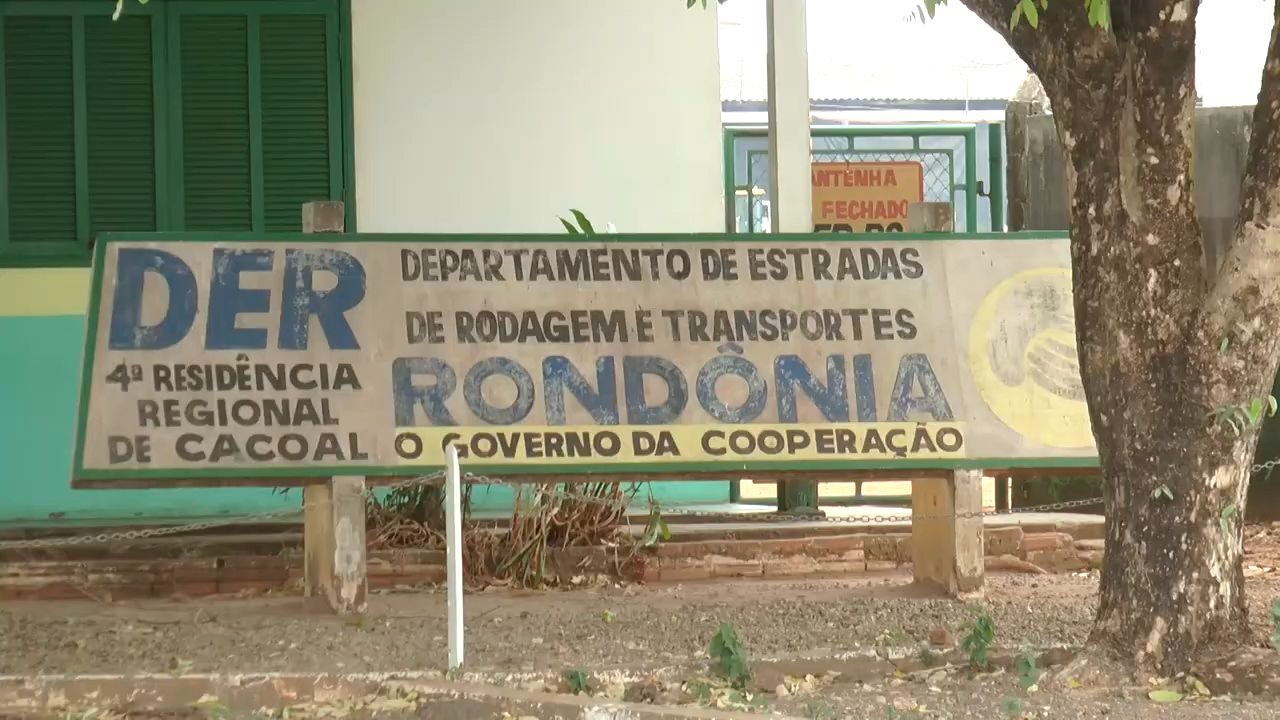 DER
4ª RESIDÊNCIA
REGIONAL
DE CACOAL
DEPARTAMENTO DE ESTRADAS
DE RODAGEM E TRANSPORTES
RONDÔNIA
O GOVERNO DA COOPERAÇÃO
ANTENHA
FECHADO